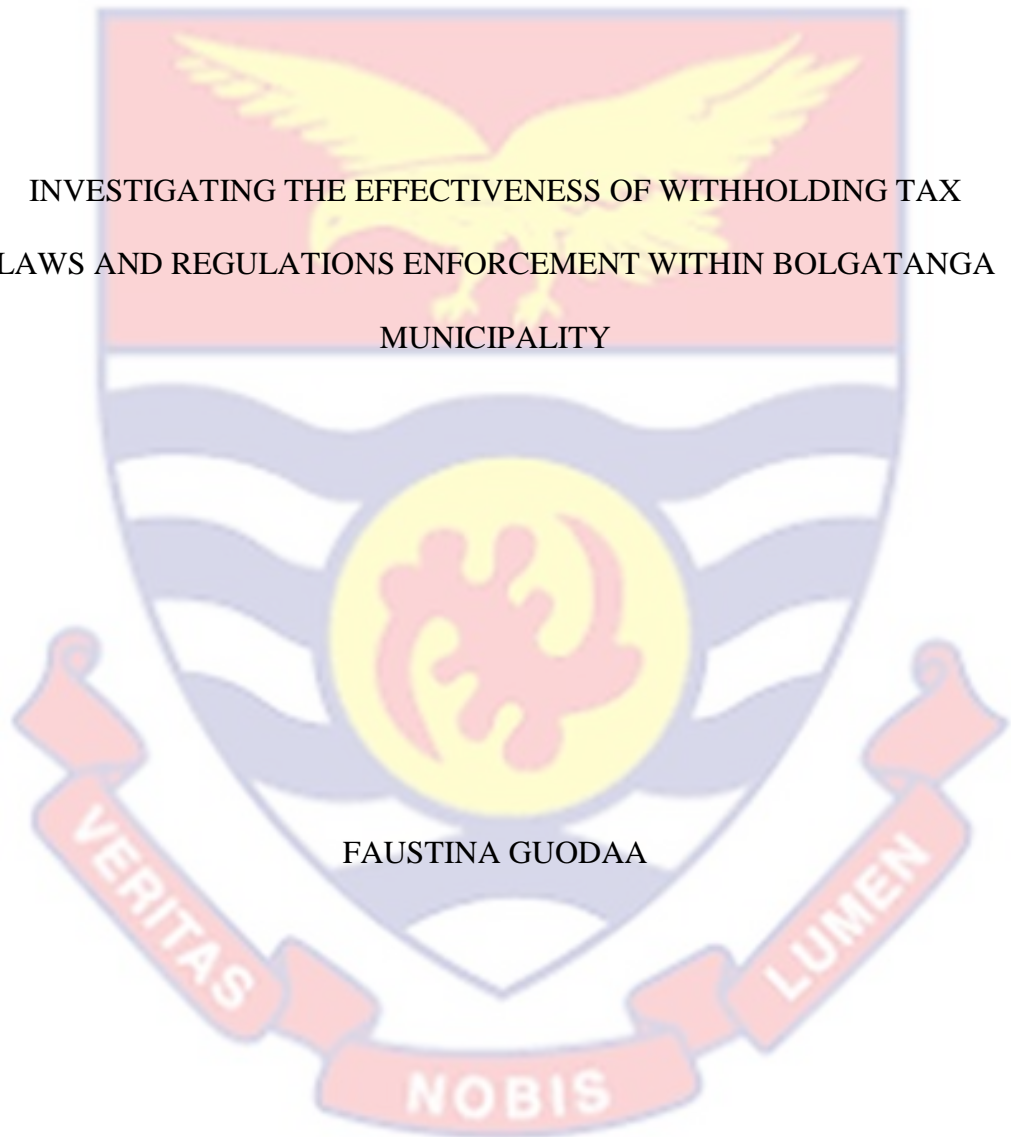 INVESTIGATING THE EFFECTIVENESS OF WITHHOLDING TAX
LAWS AND REGULATIONS ENFORCEMENT WITHIN BOLGATANGA
MUNICIPALITY
FAUSTINA GUODAA
VERITAS
NOBIS
LUMEN